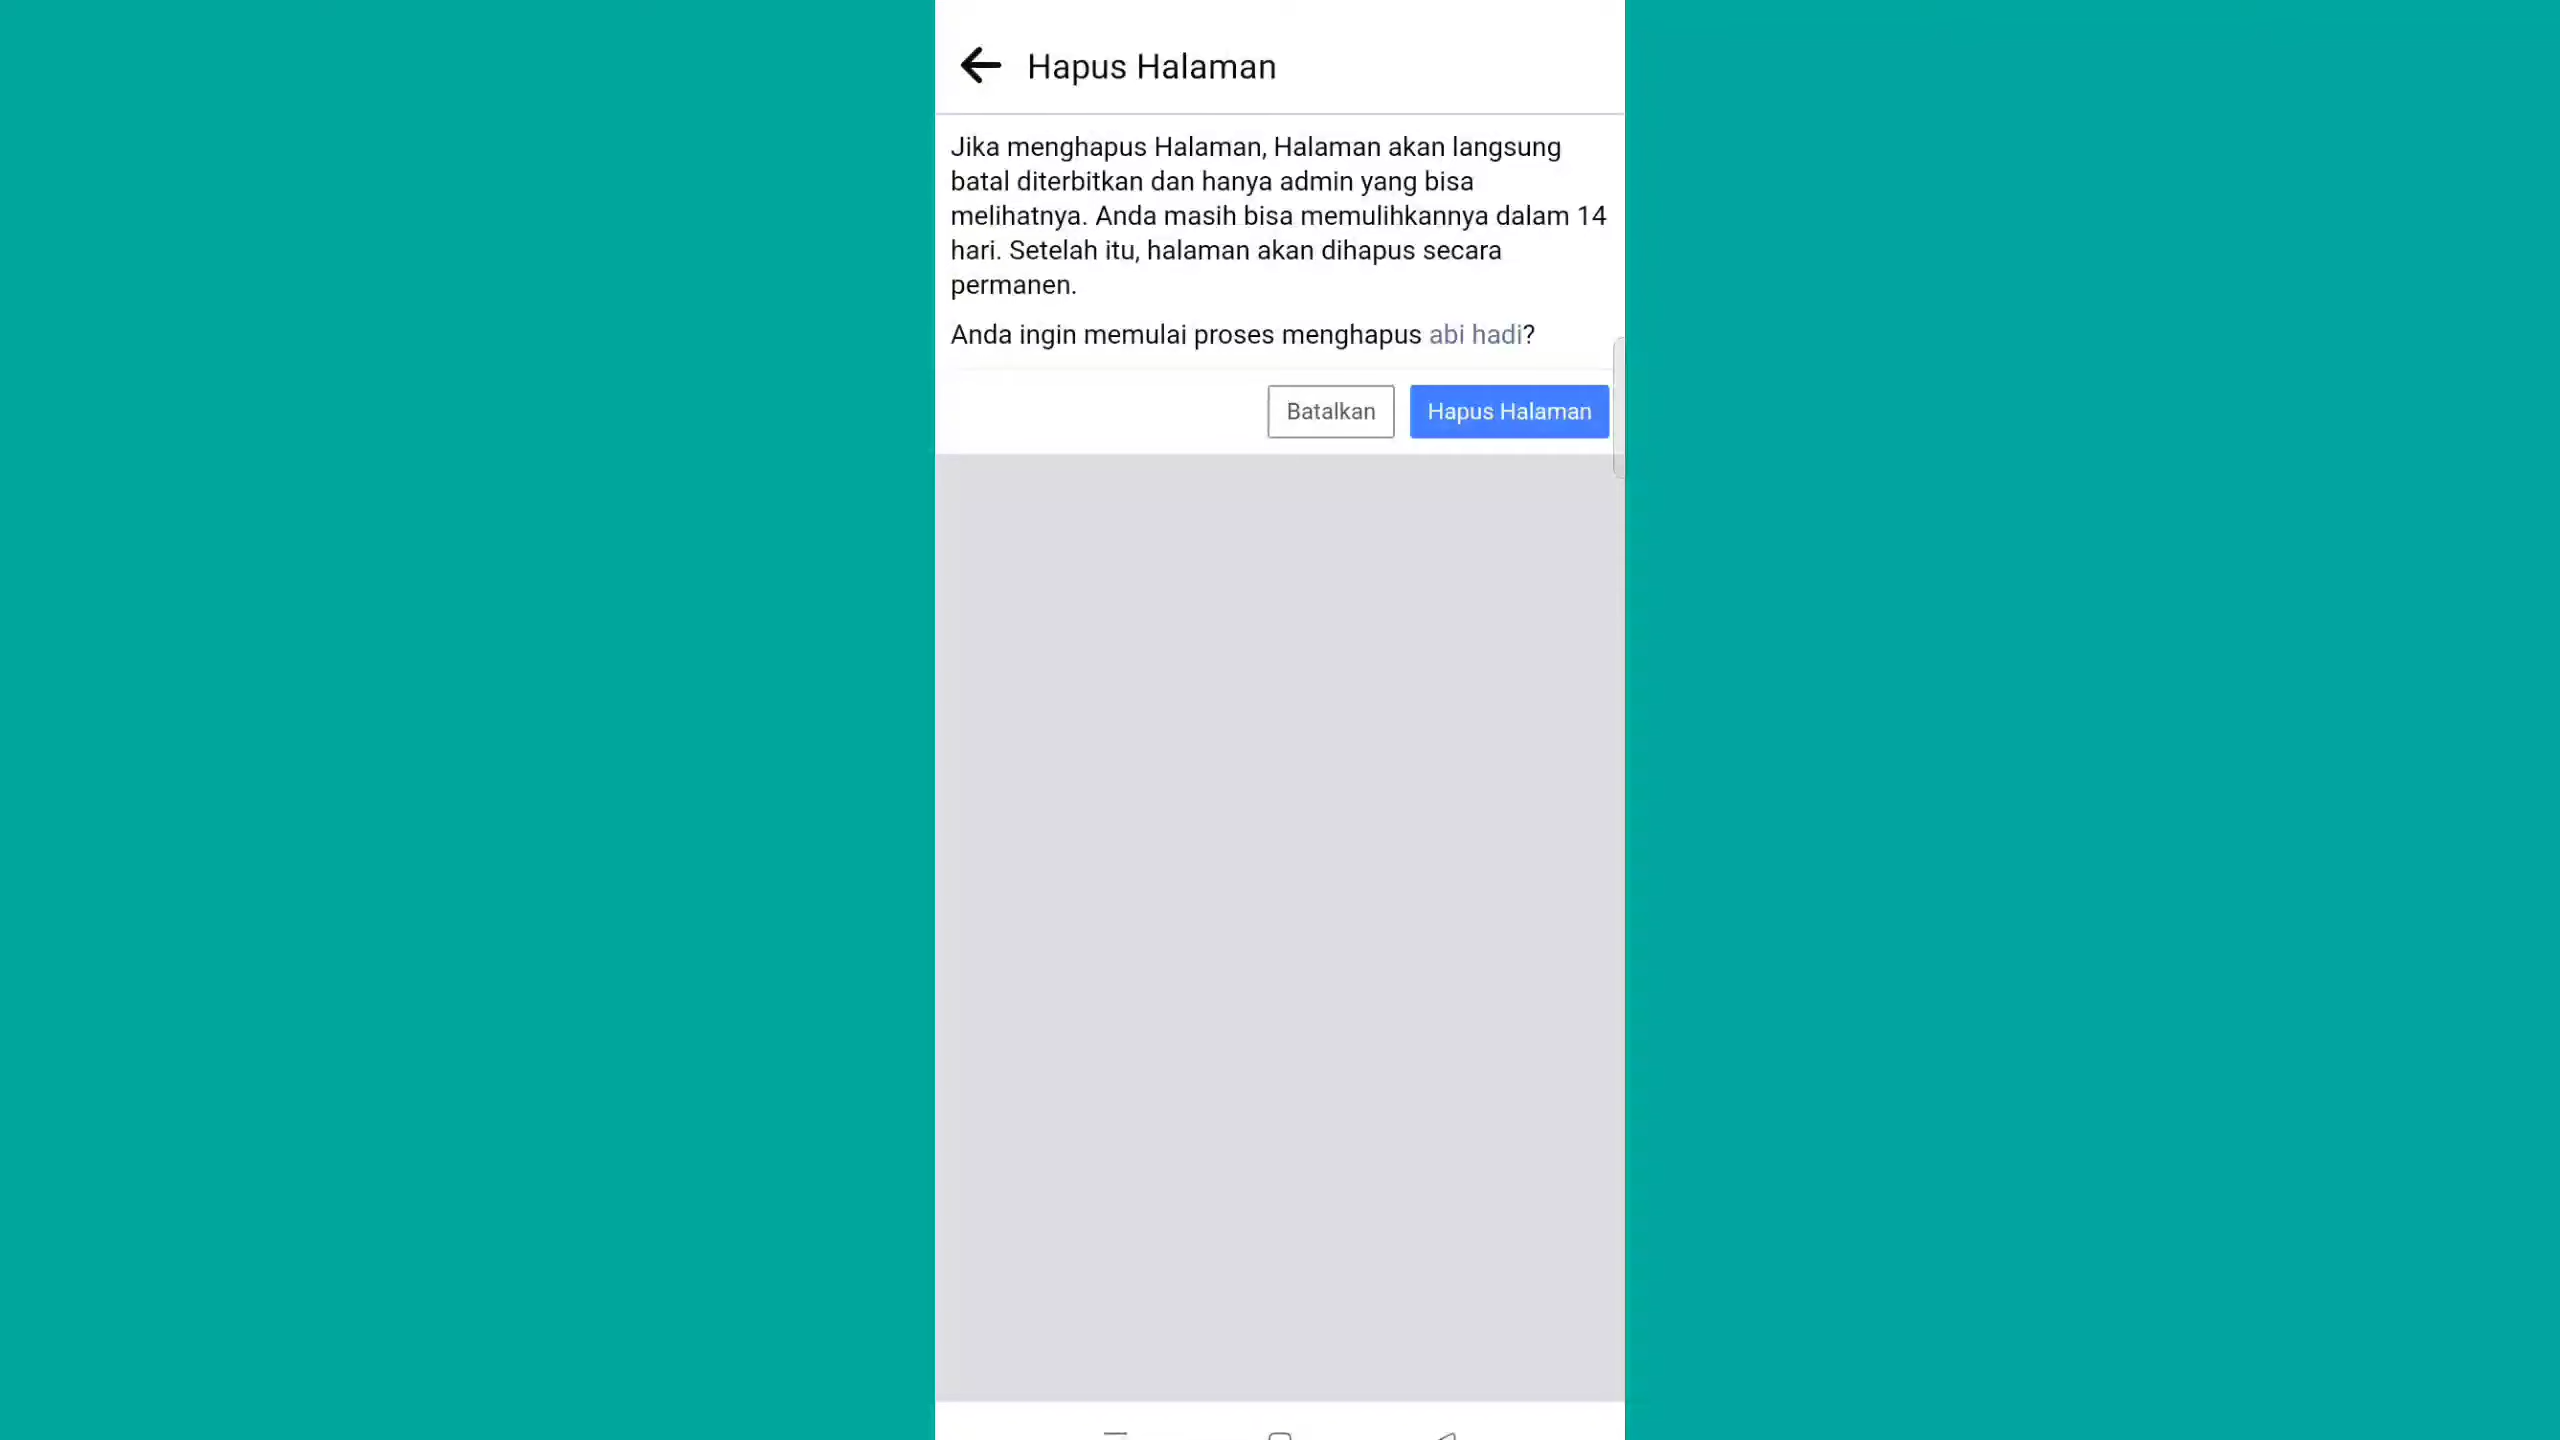 Hapus Halaman
Jika menghapus Halaman, Halaman akan langsung
batal diterbitkan dan hanya admin yang bisa
melihatnya. Anda masih bisa memulihkannya dalam 14
hari. Setelah itu, halaman akan dihapus secara
permanen.
Anda ingin memulai proses menghapus abi hadi?
Batalkan
Hapus Halaman